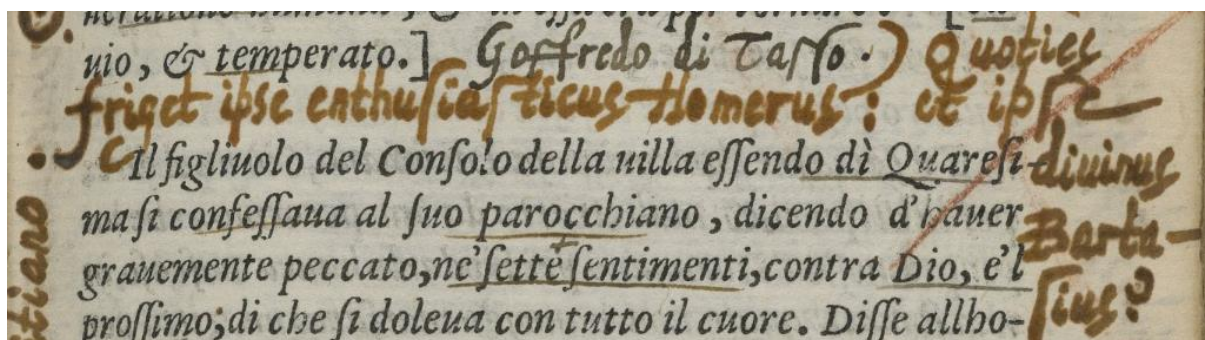 uio, & temperato.] Goffredo di Tasso.) Quoties
friget ipse enthuſiaſticus Homerus: et ipſe
Il figliuolo del Conſolo della uilla eſſendo dì Quareſi- diuinus
ma ſi confeſſaua al ſuo parocchiano, dicendo d'hauer Barta-
grauemente peccato, ne' ſette ſentimenti, contra Dio, e'l ſius?
proſſimo; di che ſi doleua con tutto il cuore. Diſſe allho-